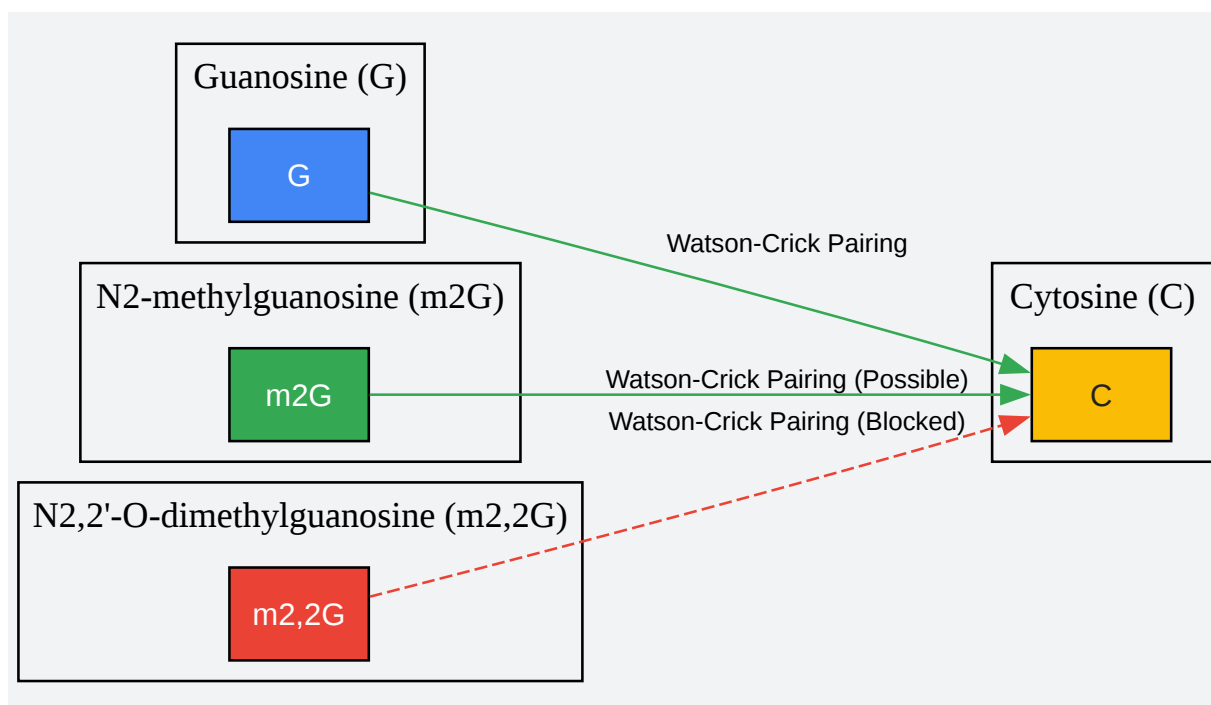 Guanosine (G)
G
Watson-Crick Pairing
N2-methylguanosine (m2G)
m2G
Watson-Crick Pairing (Possible)
Watson-Crick Pairing (Blocked)
Cytosine (C)
C
N2,2'-O-dimethylguanosine (m2,2G)
m2,2G